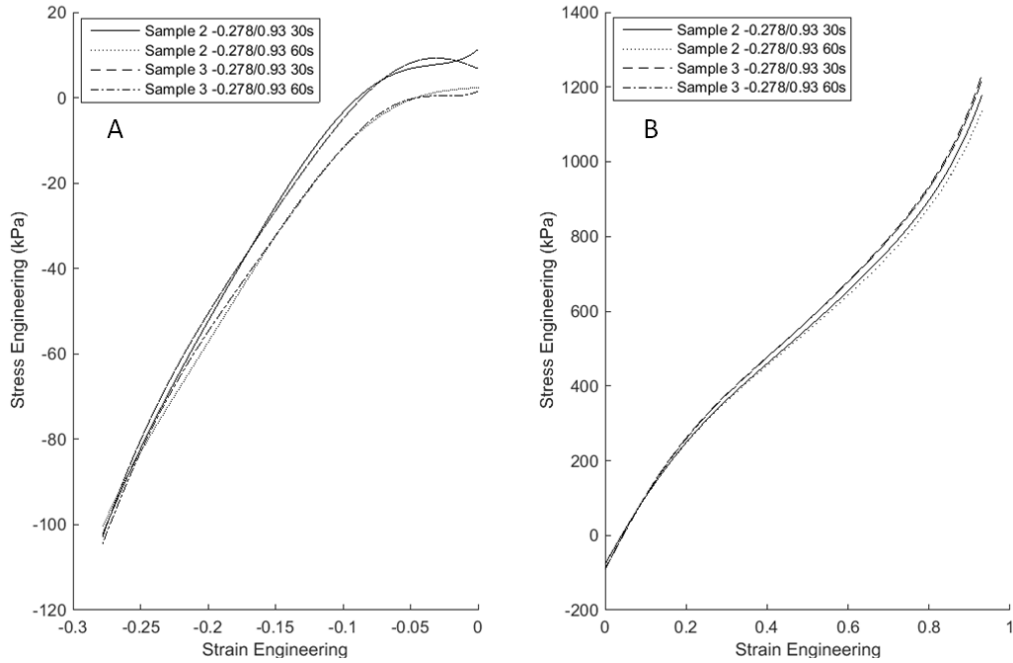 20
0
-20
-40
-60
-80
-100
-120
Stress Engineering (kPa)
Sample 2 -0.278/0.93 30s
Sample 2 -0.278/0.93 60s
Sample 3 -0.278/0.93 30s
Sample 3 -0.278/0.93 60s
A
-0.3 -0.25 -0.2 -0.15 -0.1 -0.05 0
Strain Engineering
1400
1200
1000
800
600
400
200
0
-200
Stress Engineering (kPa)
Sample 2 -0.278/0.93 30s
Sample 2 -0.278/0.93 60s
Sample 3 -0.278/0.93 30s
Sample 3 -0.278/0.93 60s
B
0 0.2 0.4 0.6 0.8 1
Strain Engineering